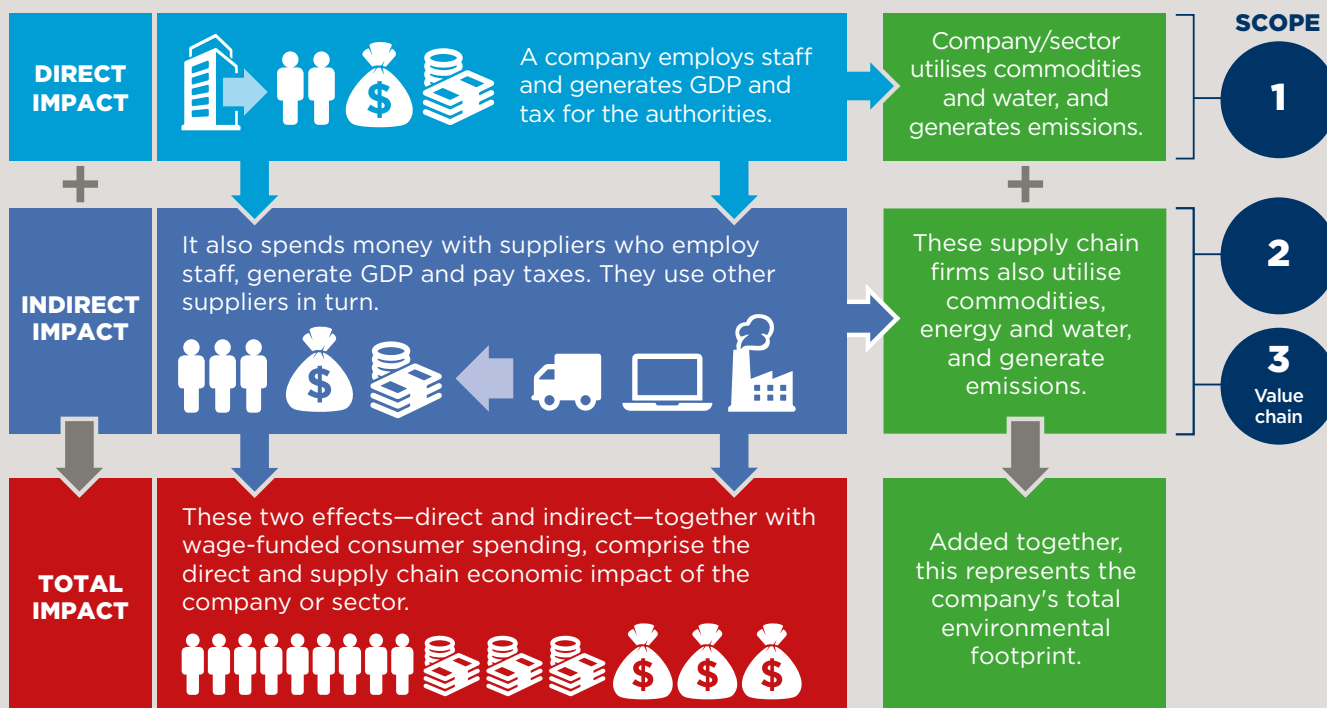 DIRECT
IMPACT
A company employs staff
and generates GDP and
tax for the authorities.
Company/sector
utilises commodities
and water, and
generates emissions.
SCOPE
1
INDIRECT
IMPACT
It also spends money with suppliers who employ
staff, generate GDP and pay taxes. They use other
suppliers in turn.
These supply chain
firms also utilise
commodities,
energy and water,
and generate
emissions.
2
3
Value
chain
TOTAL
IMPACT
These two effects—direct and indirect—together with
wage-funded consumer spending, comprise the
direct and supply chain economic impact of the
company or sector.
Added together,
this represents the
company's total
environmental
footprint.